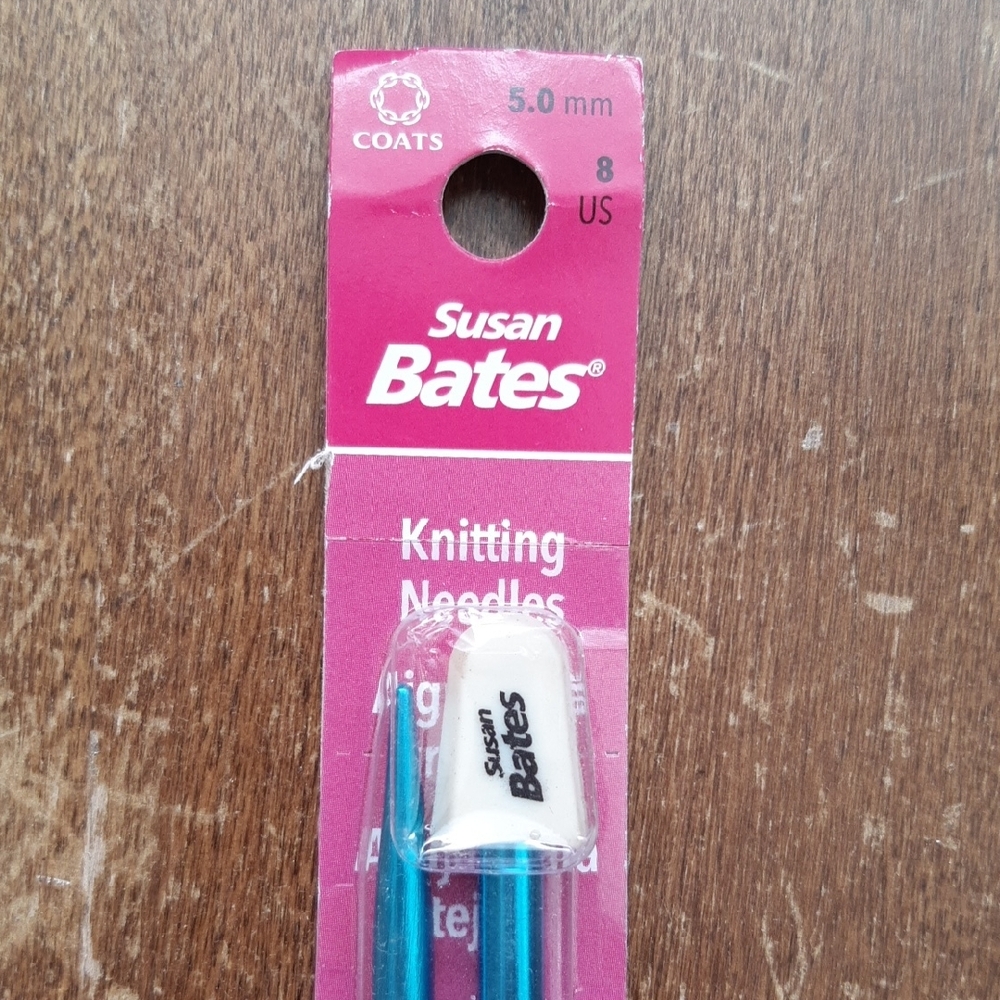 COATS
5.0 mm
8
US
Susan
Bates®
Knitting
Needles
Susan
Bates